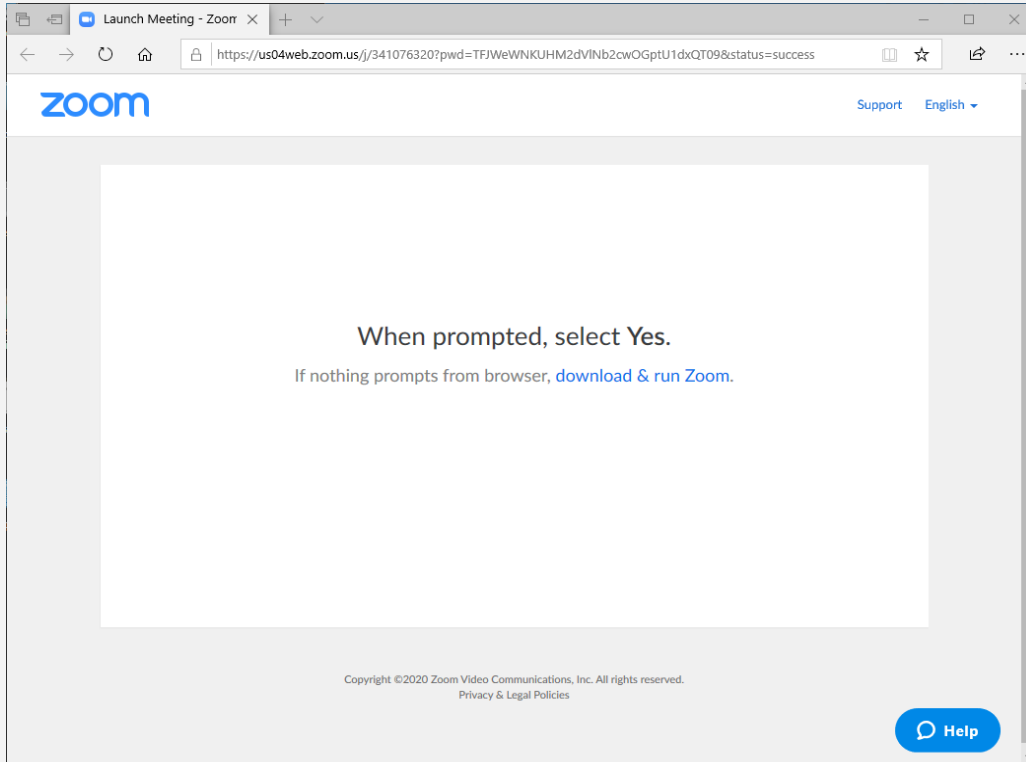 Launch Meeting - Zoom
https://us04web.zoom.us/j/341076320?pwd=TFJWeWNKUHM2dVlNb2cwOGptU1dxQT09&status=success
zoom
Support English
When prompted, select Yes.
If nothing prompts from browser, download & run Zoom.
Copyright ©2020 Zoom Video Communications, Inc. All rights reserved.
Privacy & Legal Policies
Help